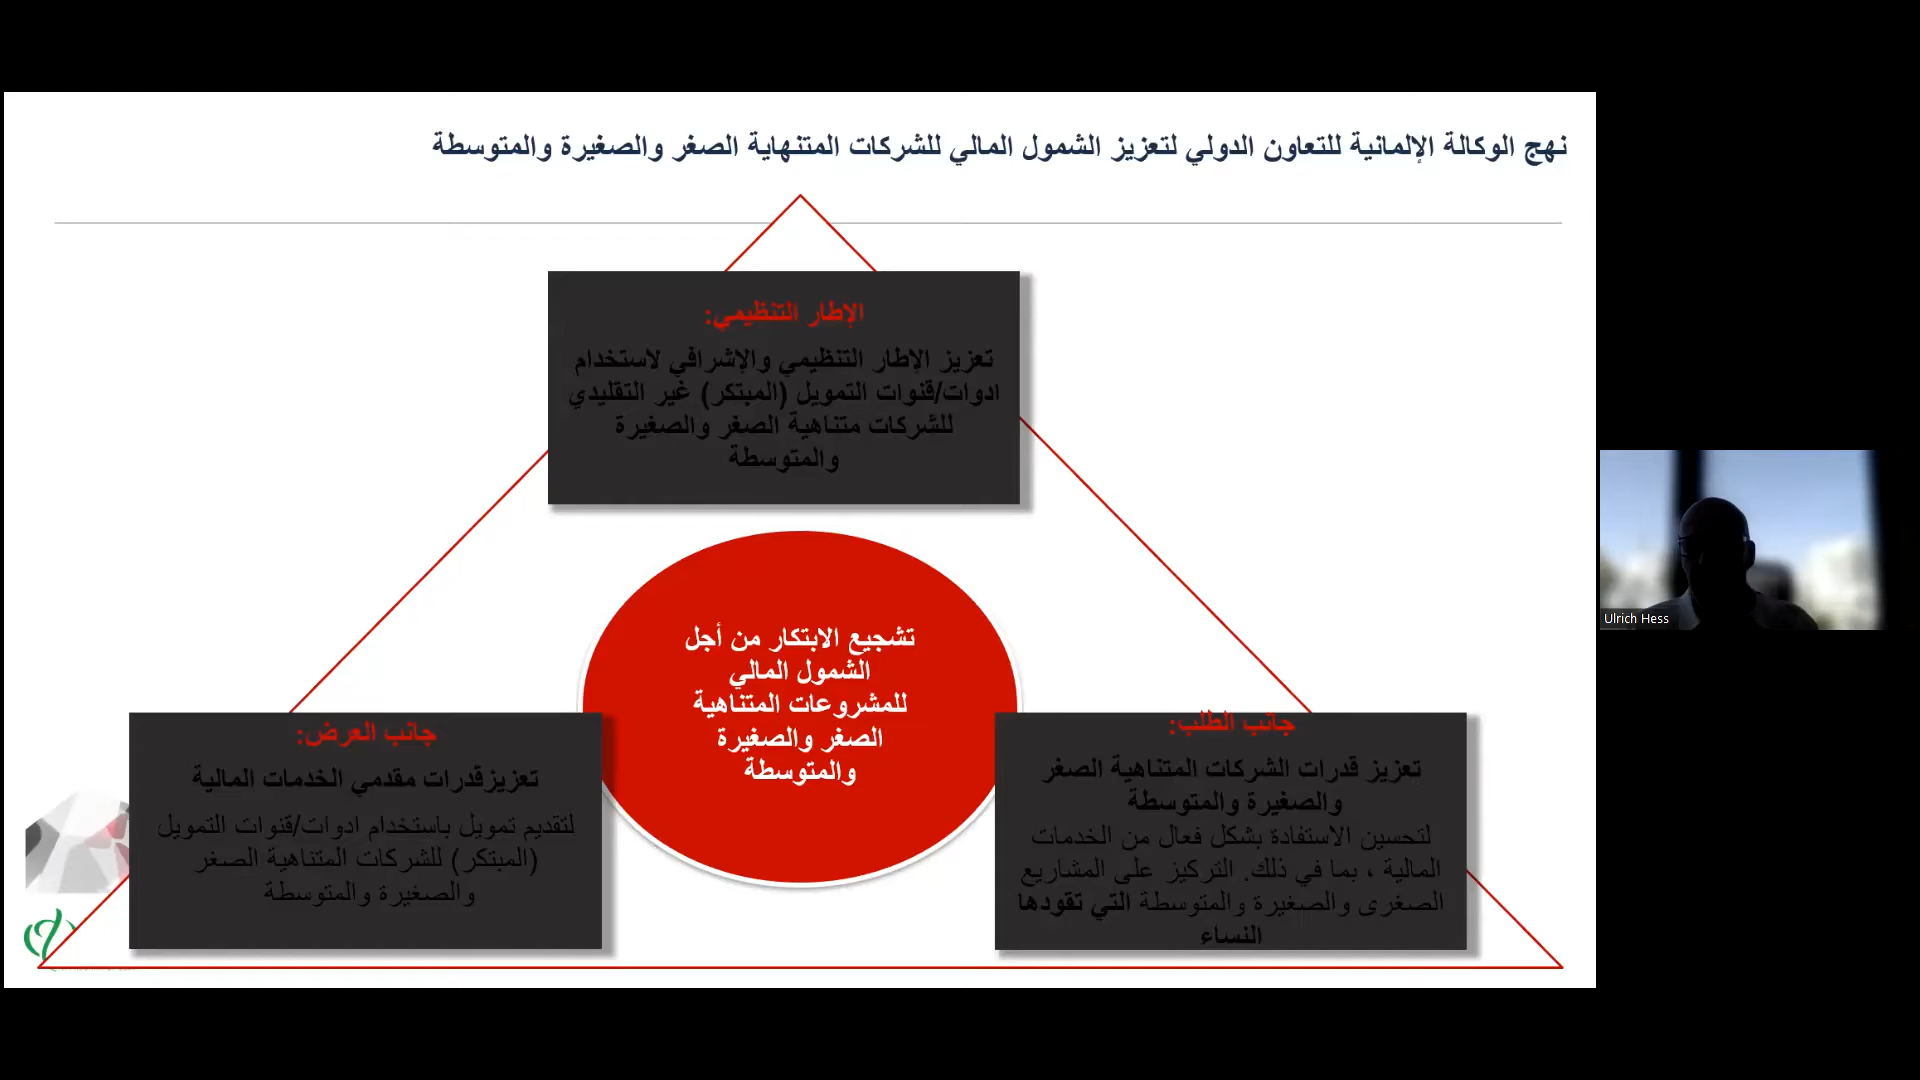 نهج الوكالة الإلمانية للتعاون الدولي لتعزيز الشمول المالي للشركات المتنهاية الصغر والصغيرة والمتوسطة
الإطار التنظيمي:
تعزيز الإطار التنظيمي والإشرافي لاستخدام
ادوات/قنوات التمويل (المبتكر) غير التقليدي
للشركات متناهية الصغر والصغيرة
والمتوسطة
تشجيع الابتكار من أجل
الشمول المالي
للمشروعات المتناهية
الصغر والصغيرة
والمتوسطة
جانب الطلب:
تعزيز قدرات الشركات المتناهية الصغر
والصغيرة والمتوسطة
لتحسين الاستفادة بشكل فعال من الخدمات
المالية ، بما في ذلك. التركيز على المشاريع
الصغرى والصغيرة والمتوسطة التي تقودها
النساء
جانب العرض:
تعزيزقدرات مقدمي الخدمات المالية
لتقديم تمويل باستخدام ادوات/قنوات التمويل
(المبتكر) للشركات المتناهية الصغر
والصغيرة والمتوسطة
Ulrich Hess